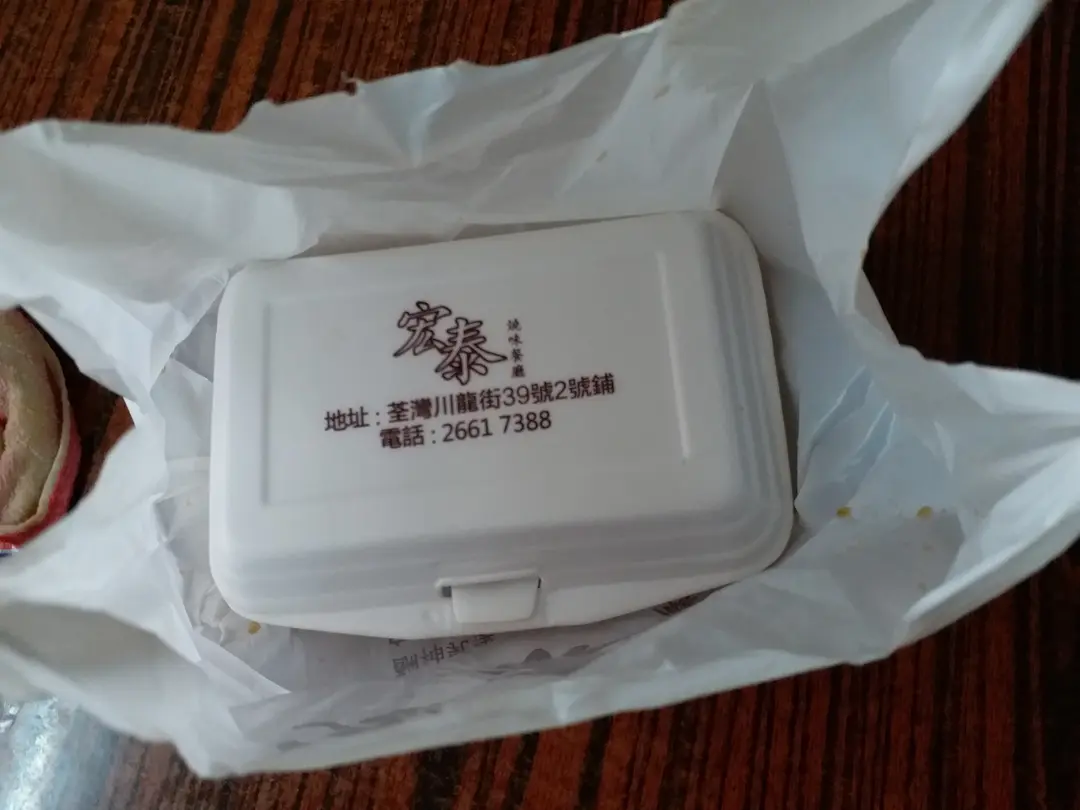 宏泰
燒味餐廳
地址 : 荃灣川龍街39號2號鋪
電話 : 2661 7388